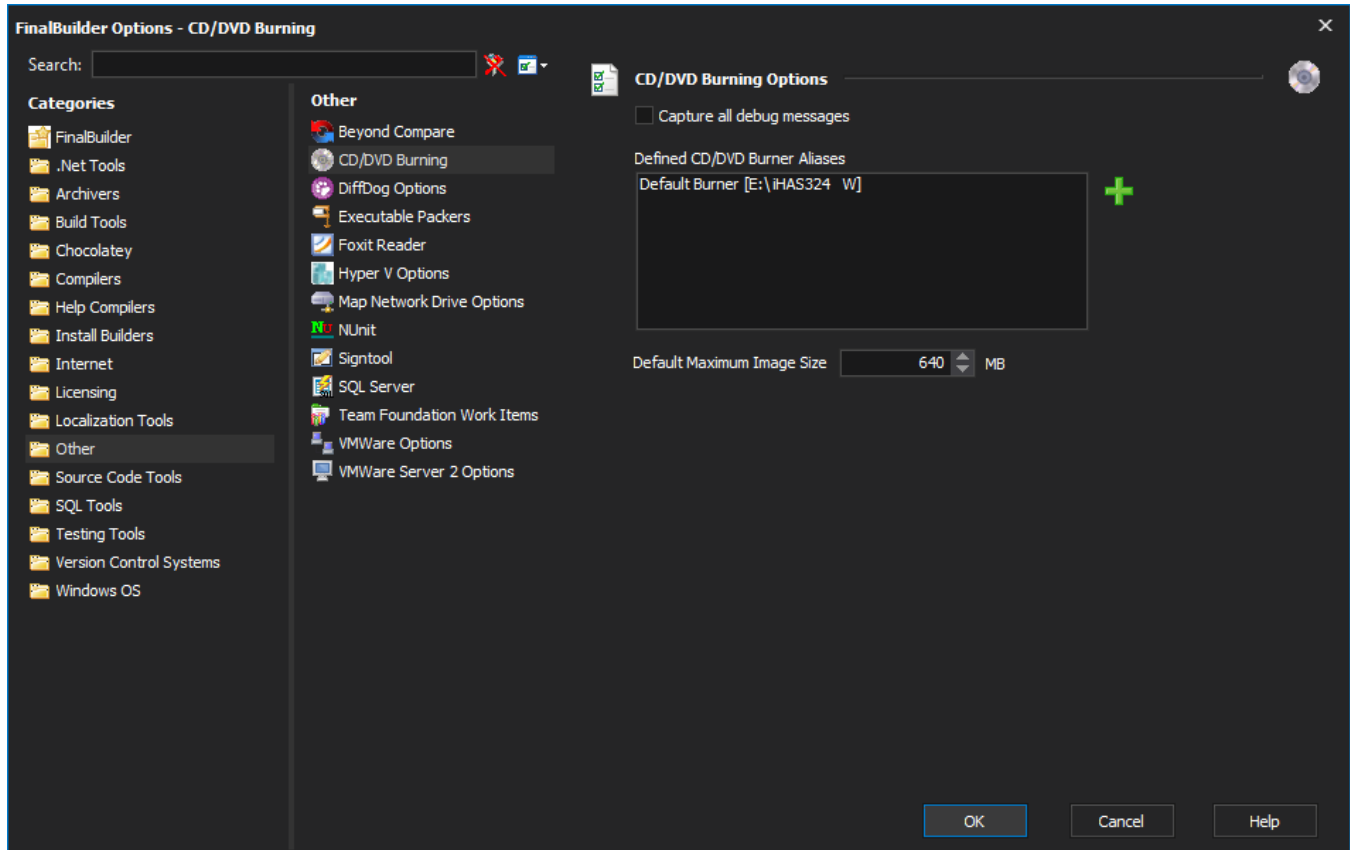 FinalBuilder Options - CD/DVD Burning
Search:
Categories
FinalBuilder
.Net Tools
Archivers
Build Tools
Chocolatey
Compilers
Help Compilers
Install Builders
Internet
Licensing
Localization Tools
Other
Source Code Tools
SQL Tools
Testing Tools
Version Control Systems
Windows OS
Other
Beyond Compare
CD/DVD Burning
DiffDog Options
Executable Packers
Foxit Reader
Hyper V Options
Map Network Drive Options
NUnit
Signtool
SQL Server
Team Foundation Work Items
VMWare Options
VMWare Server 2 Options
CD/DVD Burning Options
Capture all debug messages
Defined CD/DVD Burner Aliases
Default Burner [E:\iHAS324   W]
Default Maximum Image Size 640 MB
OK Cancel Help